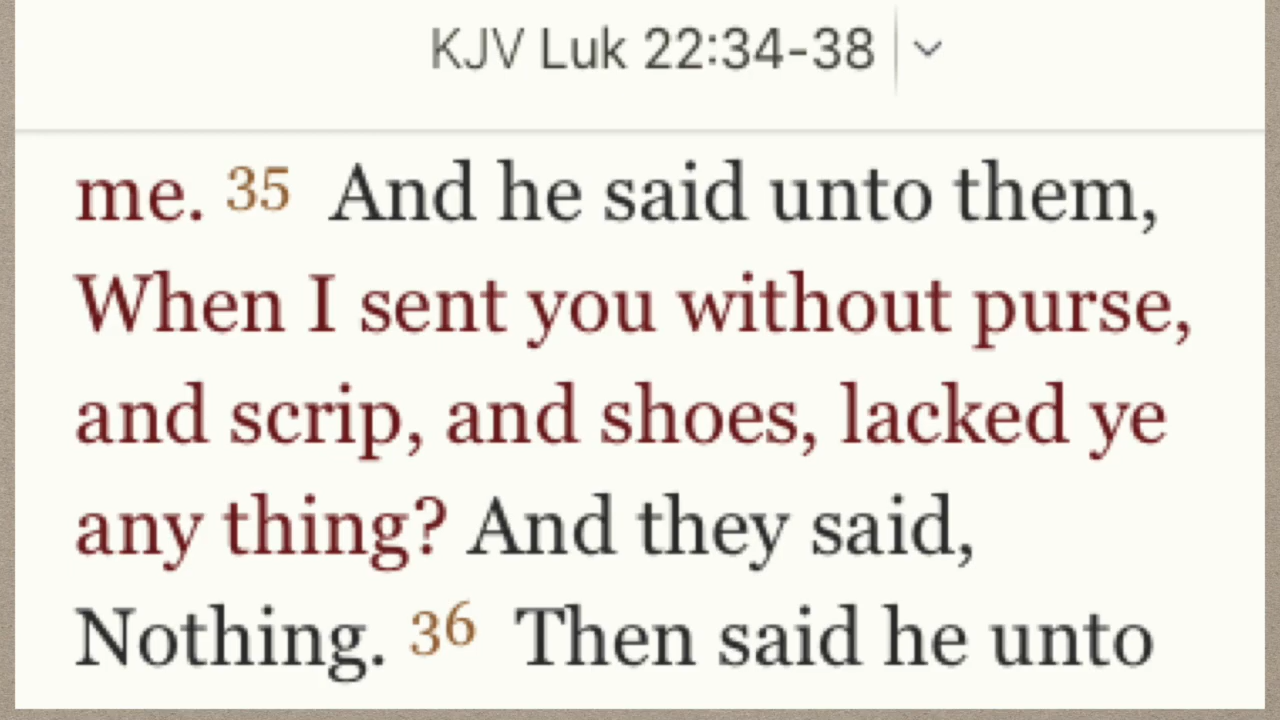 KJV Luk 22:34-38
me. 35 And he said unto them,
When I sent you without purse,
and scrip, and shoes, lacked ye
any thing? And they said,
Nothing. 36 Then said he unto